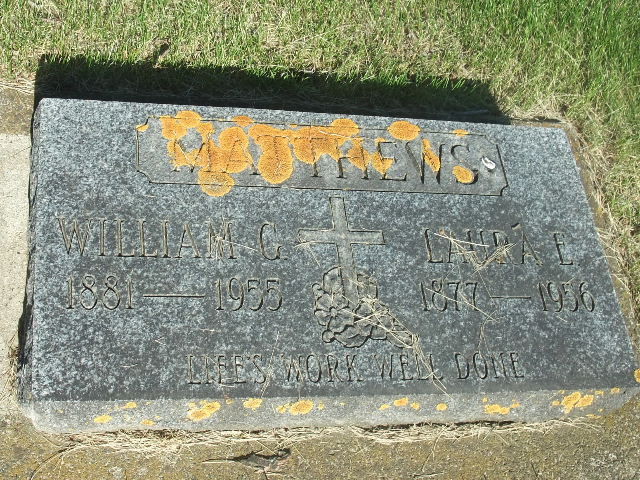 MATTHEWS
WILLIAM G. LAURA E.
1881 — 1955 1877 — 1956
LIFE'S WORK WELL DONE